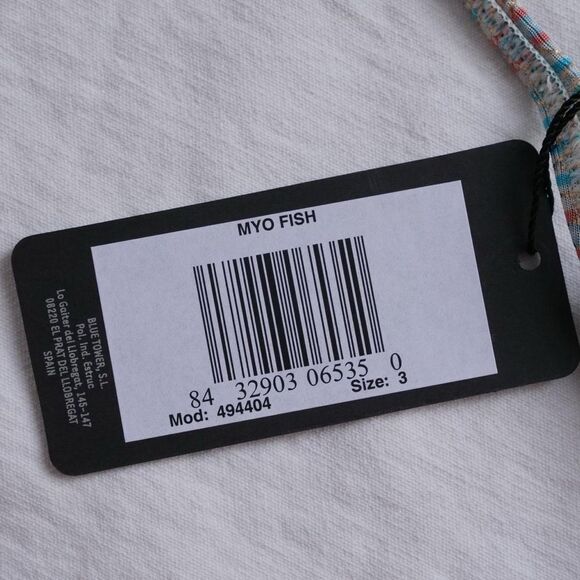 MYO FISH
84 32903 06535 0
Mod: 494404 Size: 3
BLUE TOWER, S.L.
Pol. Ind. Estruc
Lo Gaiter del Llobregat, 145-147
08220 EL PRAT DEL LLOBREGAT
SPAIN